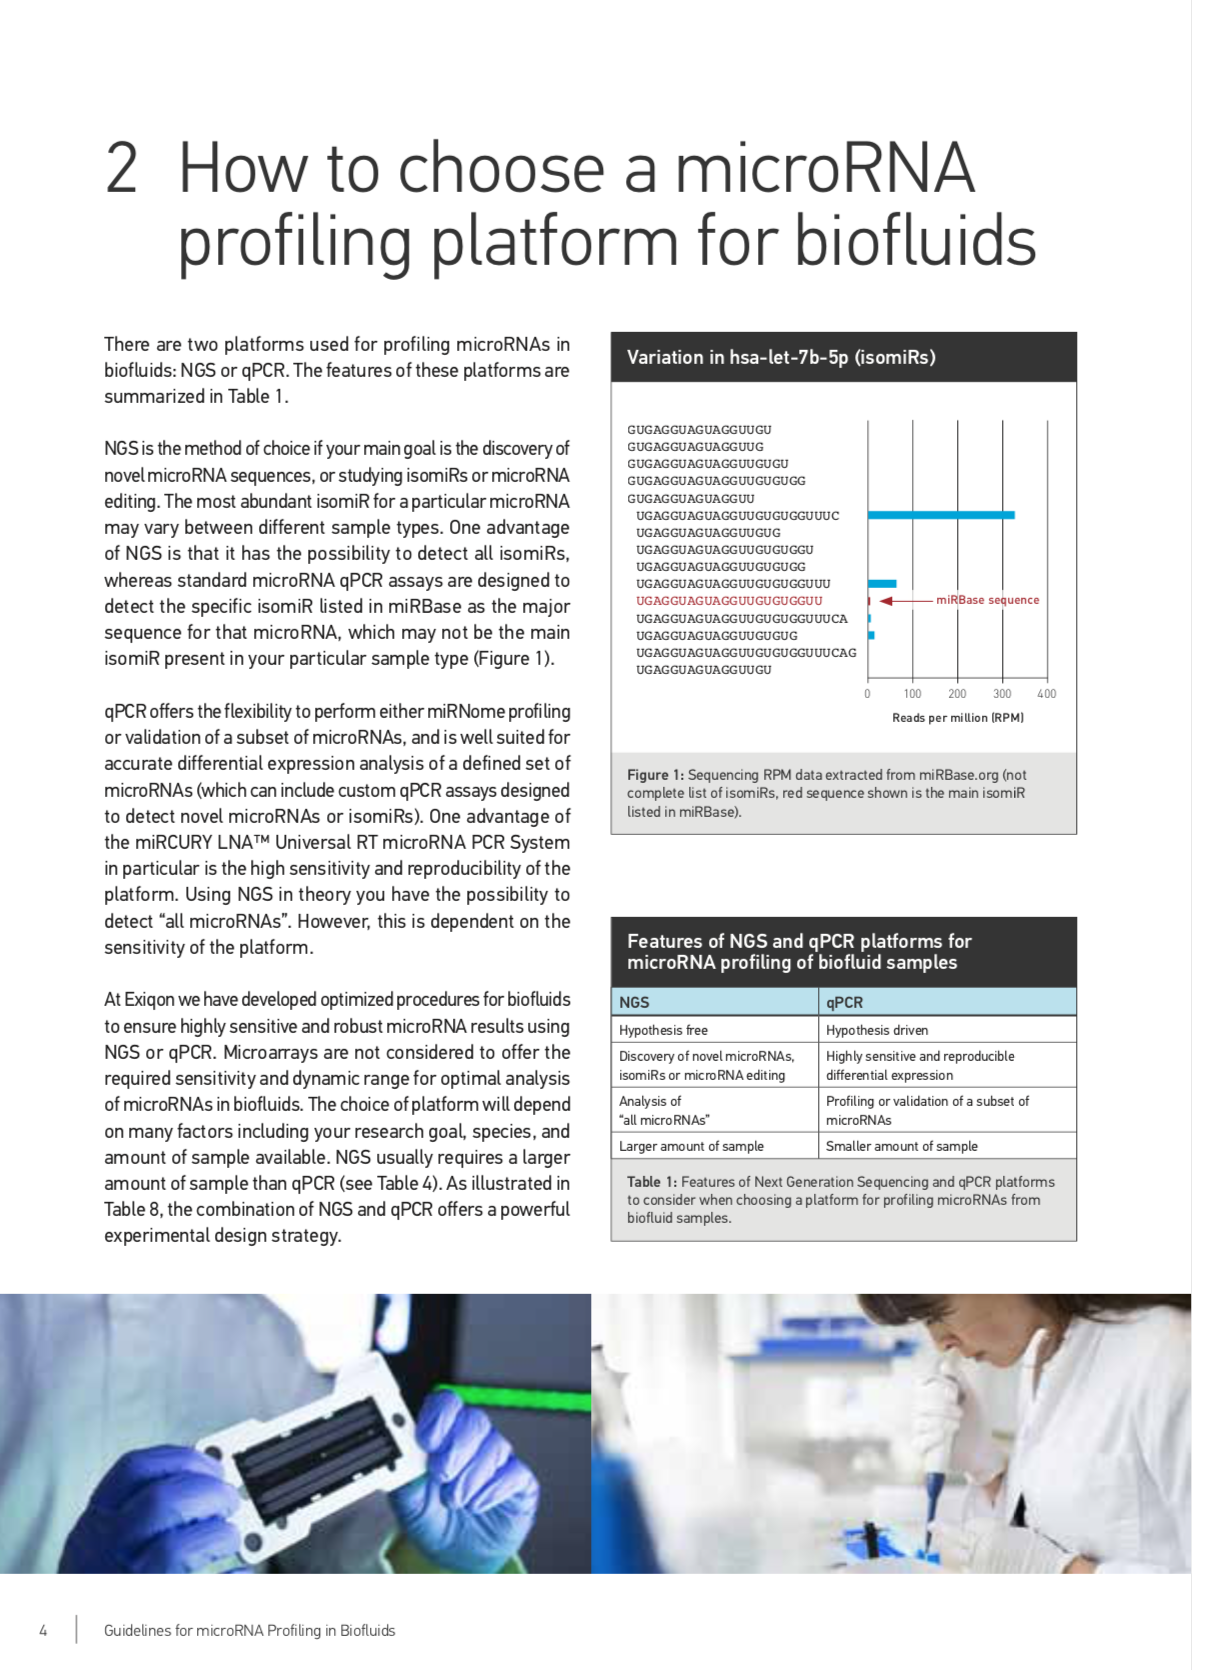 2 How to choose a microRNA
profiling platform for biofluids
There are two platforms used for profiling microRNAs in
biofluids: NGS or qPCR. The features of these platforms are
summarized in Table 1.
NGS is the method of choice if your main goal is the discovery of
novel microRNA sequences, or studying isomiRs or microRNA
editing. The most abundant isomiR for a particular microRNA
may vary between different sample types. One advantage
of NGS is that it has the possibility to detect all isomiRs,
whereas standard microRNA qPCR assays are designed to
detect the specific isomiR listed in miRBase as the major
sequence for that microRNA, which may not be the main
isomiR present in your particular sample type (Figure 1).
qPCR offers the flexibility to perform either miRNome profiling
or validation of a subset of microRNAs, and is well suited for
accurate differential expression analysis of a defined set of
microRNAs (which can include custom qPCR assays designed
to detect novel microRNAs or isomiRs). One advantage of
the miRCURY LNA™ Universal RT microRNA PCR System
in particular is the high sensitivity and reproducibility of the
platform. Using NGS in theory you have the possibility to
detect “all microRNAs”. However, this is dependent on the
sensitivity of the platform.
At Exiqon we have developed optimized procedures for biofluids
to ensure highly sensitive and robust microRNA results using
NGS or qPCR. Microarrays are not considered to offer the
required sensitivity and dynamic range for optimal analysis
of microRNAs in biofluids. The choice of platform will depend
on many factors including your research goal, species, and
amount of sample available. NGS usually requires a larger
amount of sample than qPCR (see Table 4). As illustrated in
Table 8, the combination of NGS and qPCR offers a powerful
experimental design strategy.
Variation in hsa-let-7b-5p (isomiRs)
GUGAGGUAGUAGGUUGU
GUGAGGUAGUAGGUUG
GUGAGGUAGUAGGUUGUGU
GUGAGGUAGUAGGUUGUGUGG
GUGAGGUAGUAGGUU
UGAGGUAGUAGGUUGUGUGGUUUC
UGAGGUAGUAGGUUGUG
UGAGGUAGUAGGUUGUGUGGU
UGAGGUAGUAGGUUGUGUGG
UGAGGUAGUAGGUUGUGUGGUUU
UGAGGUAGUAGGUUGUGUGGUU miRBase sequence
UGAGGUAGUAGGUUGUGUGGUUUCA
UGAGGUAGUAGGUUGUGUG
UGAGGUAGUAGGUUGUGUGGUUUCAG
UGAGGUAGUAGGUUGU
0 100 200 300 400
Reads per million (RPM)
Figure 1: Sequencing RPM data extracted from miRBase.org (not
complete list of isomiRs, red sequence shown is the main isomiR
listed in miRBase).
Features of NGS and qPCR platforms for
microRNA profiling of biofluid samples
NGS qPCR
Hypothesis free Hypothesis driven
Discovery of novel microRNAs, Highly sensitive and reproducible
isomiRs or microRNA editing differential expression
Analysis of Profiling or validation of a subset of
“all microRNAs” microRNAs
Larger amount of sample Smaller amount of sample
Table 1: Features of Next Generation Sequencing and qPCR platforms
to consider when choosing a platform for profiling microRNAs from
biofluid samples.
4 Guidelines for microRNA Profiling in Biofluids